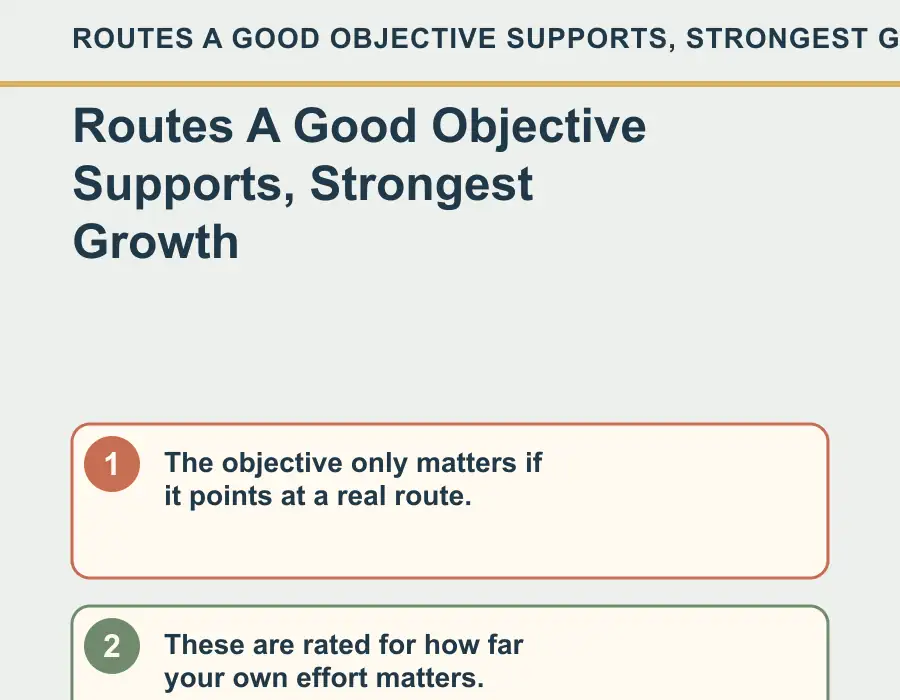 ROUTES A GOOD OBJECTIVE SUPPORTS, STRONGEST
Routes A Good Objective
Supports, Strongest
Growth
1
The objective only matters if
it points at a real route.
2
These are rated for how far
your own effort matters.